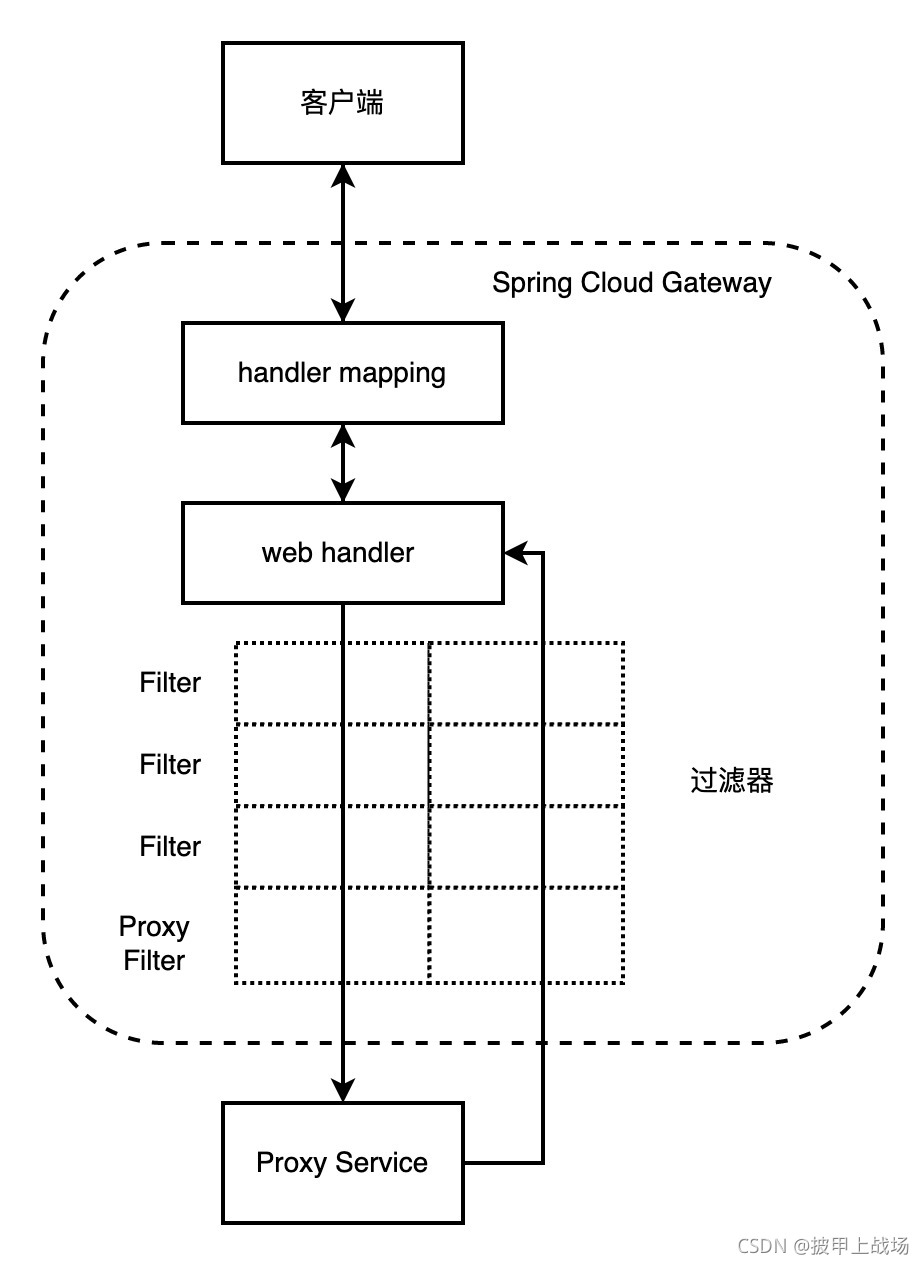 客户端
Spring Cloud Gateway
handler mapping
web handler
Filter
Filter
过滤器
Filter
Proxy
Filter
Proxy Service
CSDN @披甲上战场